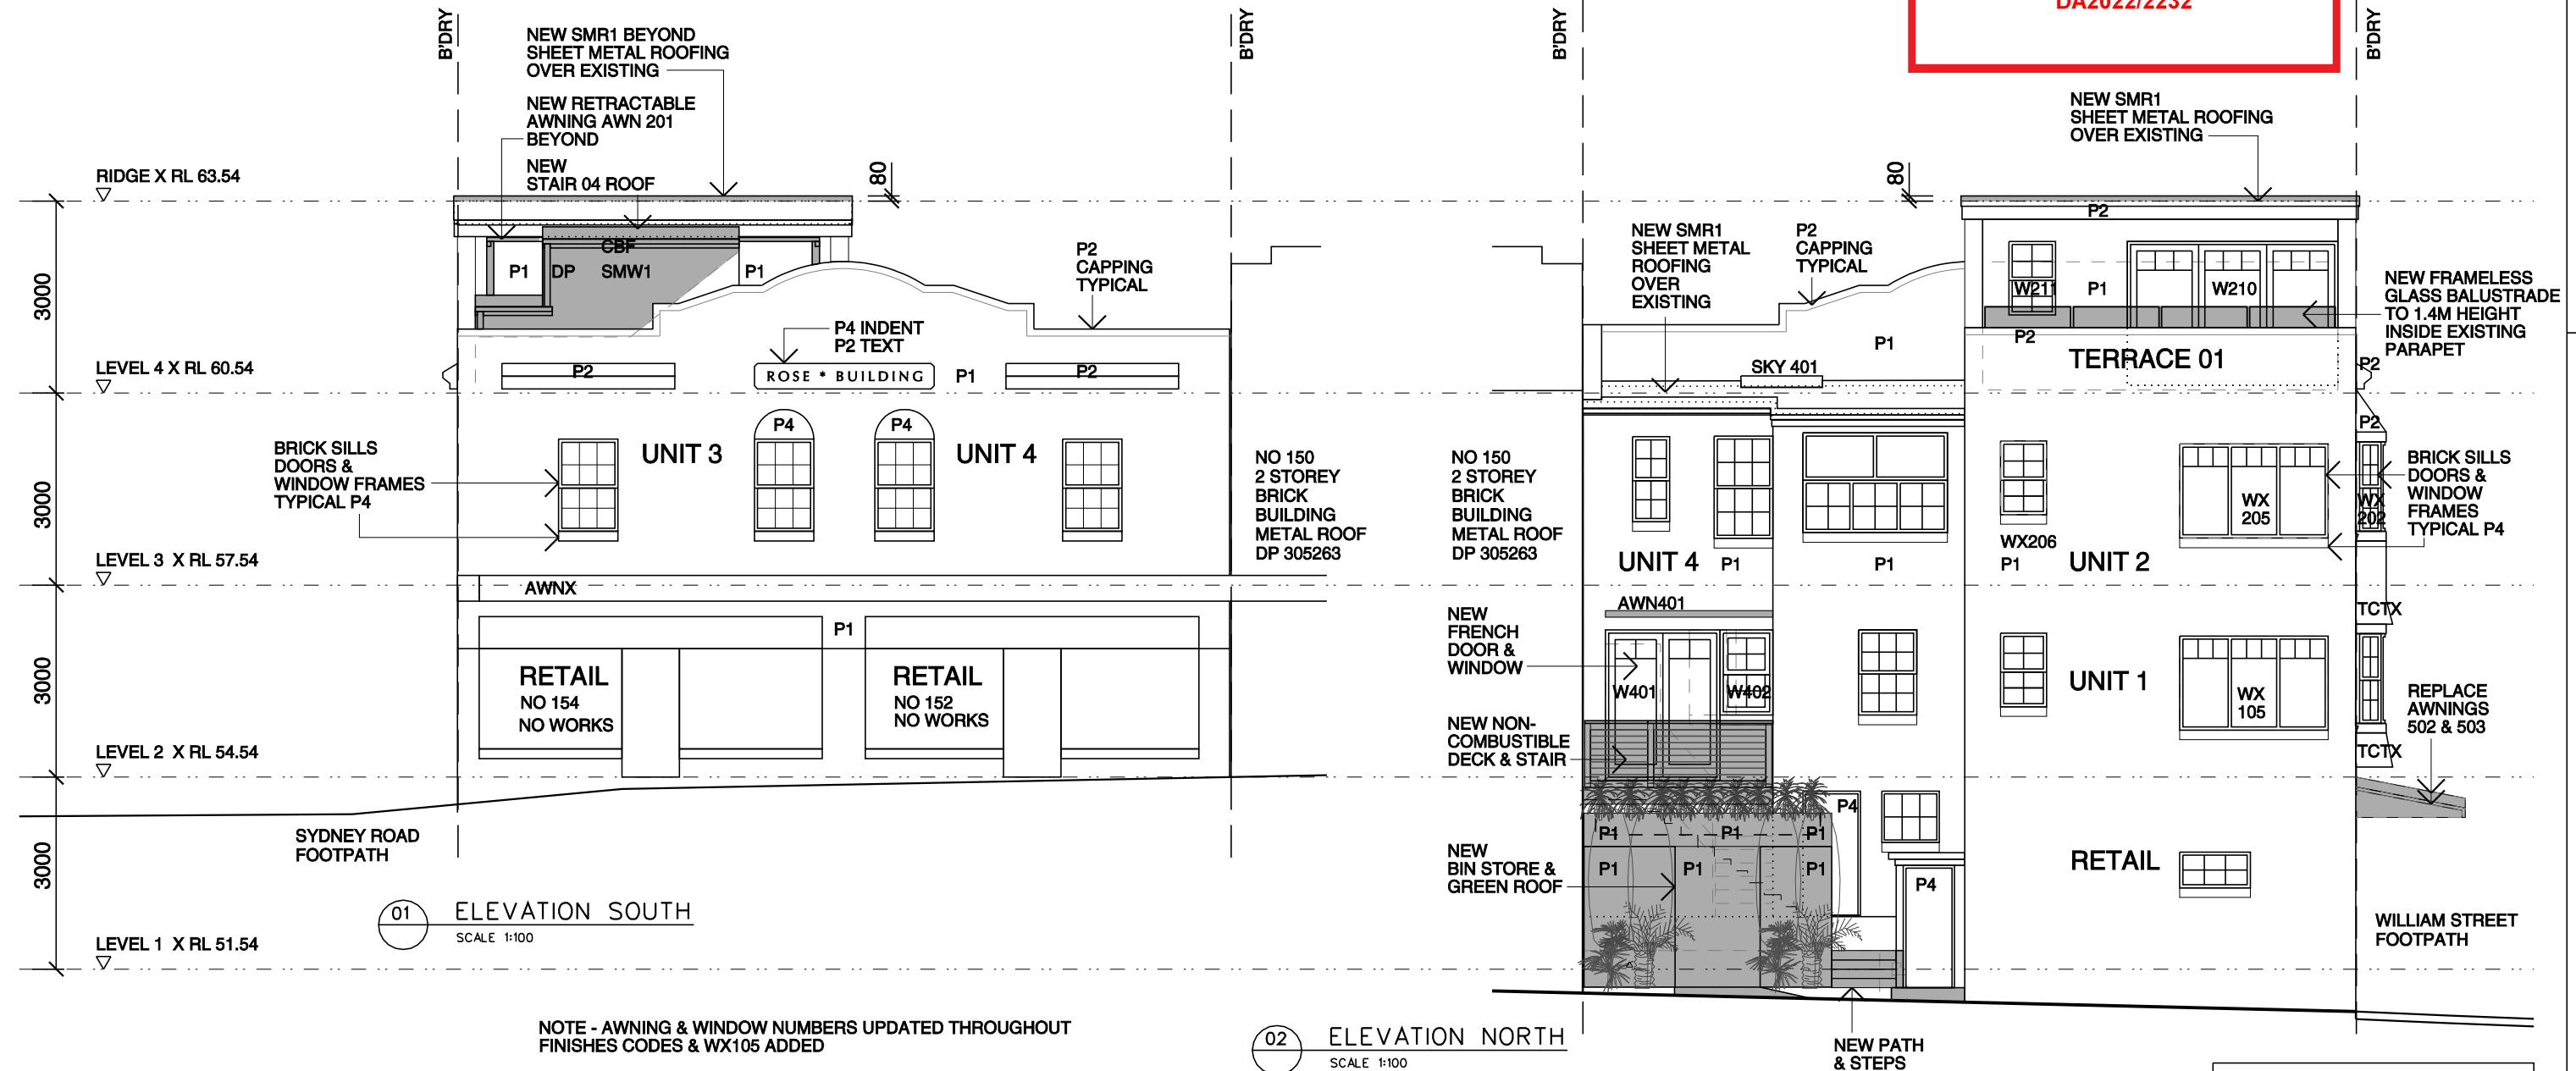 DA2022/2232
B'DRY
B'DRY
B'DRY
B'DRY
NEW SMR1 BEYOND
SHEET METAL ROOFING
OVER EXISTING
NEW RETRACTABLE
AWNING AWN 201
BEYOND
NEW
STAIR 04 ROOF
80
RIDGE X RL 63.54
LEVEL 4 X RL 60.54
LEVEL 3 X RL 57.54
LEVEL 2 X RL 54.54
LEVEL 1 X RL 51.54
3000
3000
3000
3000
CBF
P1
DP
SMW1
P1
P2
CAPPING
TYPICAL
P4 INDENT
P2 TEXT
P2
ROSE * BUILDING
P1
P2
P4
P4
UNIT 3
UNIT 4
BRICK SILLS
DOORS &
WINDOW FRAMES
TYPICAL P4
AWNX
P1
RETAIL
NO 154
NO WORKS
RETAIL
NO 152
NO WORKS
NO 150
2 STOREY
BRICK
BUILDING
METAL ROOF
DP 305263
SYDNEY ROAD
FOOTPATH
01
ELEVATION SOUTH
SCALE 1:100
NOTE - AWNING & WINDOW NUMBERS UPDATED THROUGHOUT
FINISHES CODES & WX105 ADDED
NO 150
2 STOREY
BRICK
BUILDING
METAL ROOF
DP 305263
NEW SMR1
SHEET METAL
ROOFING
OVER
EXISTING
P2
CAPPING
TYPICAL
80
NEW SMR1
SHEET METAL ROOFING
OVER EXISTING
P2
W211
P1
W210
NEW FRAMELESS
GLASS BALUSTRADE
TO 1.4M HEIGHT
INSIDE EXISTING
PARAPET
P1
P2
TERRACE 01
P2
SKY 401
P2
WX
205
WX
202
BRICK SILLS
DOORS &
WINDOW
FRAMES
TYPICAL P4
UNIT 4
P1
P1
WX206
P1
UNIT 2
AWN401
TCTX
NEW
FRENCH
DOOR &
WINDOW
W401
W402
UNIT 1
WX
105
REPLACE
AWNINGS
502 & 503
TCTX
NEW NON-
COMBUSTIBLE
DECK & STAIR
P4
P1
P1
P1
NEW
BIN STORE &
GREEN ROOF
P1
P1
P1
P4
RETAIL
WILLIAM STREET
FOOTPATH
02
ELEVATION NORTH
SCALE 1:100
NEW PATH
& STEPS